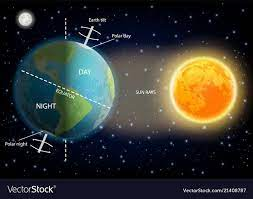 Earth tilt
Polar Day
DAY
EQUATOR
SUN RAYS
NIGHT
Polar night
VectorStock®
VectorStock.com/21408787